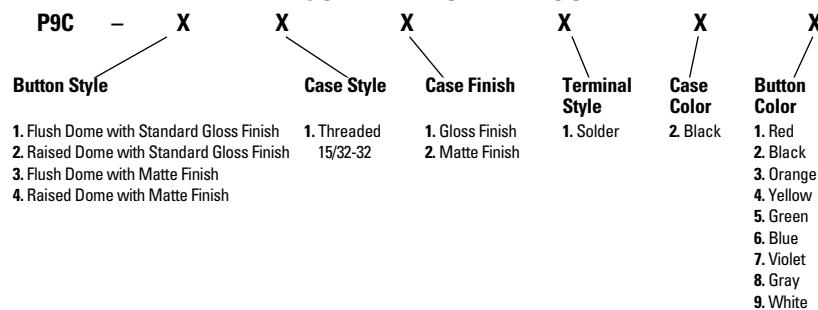 P9C – X X X X X X
Button Style Case Style Case Finish Terminal Style Case Color Button Color
1. Flush Dome with Standard Gloss Finish
2. Raised Dome with Standard Gloss Finish
3. Flush Dome with Matte Finish
4. Raised Dome with Matte Finish
1. Threaded
15/32-32
1. Gloss Finish
2. Matte Finish
1. Solder
2. Black
1. Red
2. Black
3. Orange
4. Yellow
5. Green
6. Blue
7. Violet
8. Gray
9. White